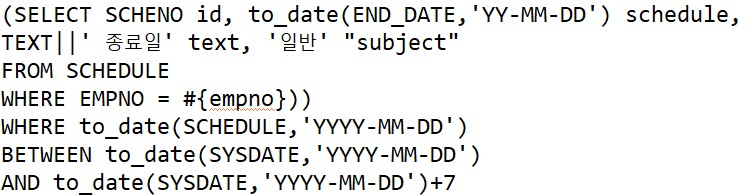 (SELECT SCHENO id, to_date(END_DATE,'YY-MM-DD') schedule,
TEXT||' 종료일' text, '일반' "subject"
FROM SCHEDULE
WHERE EMPNO = #{empno}))
WHERE to_date(SCHEDULE,'YYYY-MM-DD')
BETWEEN to_date(SYSDATE,'YYYY-MM-DD')
AND to_date(SYSDATE,'YYYY-MM-DD')+7